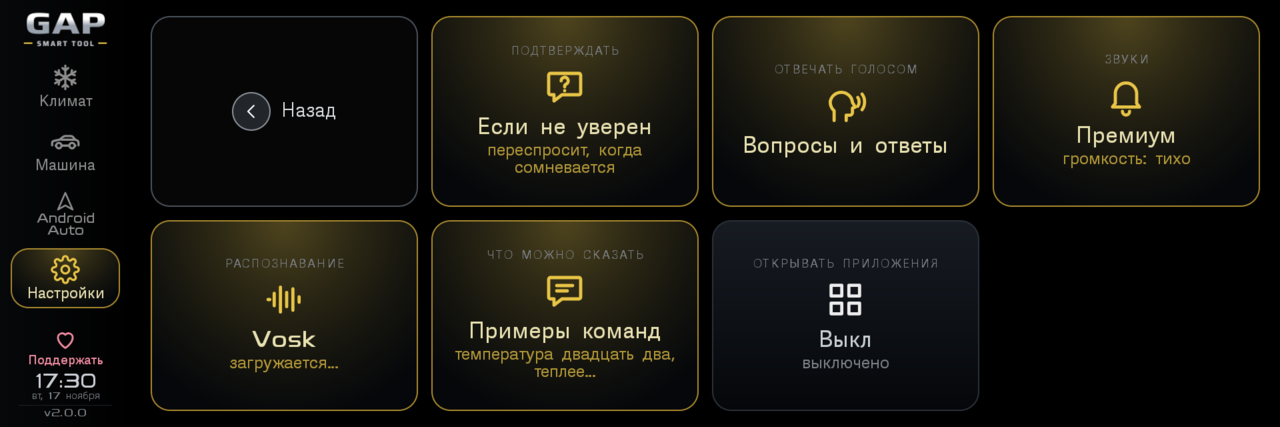 GAP
SMART TOOL
Климат
Машина
Android
Auto
Настройки
Поддержать
17:30
вт, 17 ноября
v2.0.0
Назад
ПОДТВЕРЖДАТЬ
Если не уверен
переспросит, когда
сомневается
ОТВЕЧАТЬ ГОЛОСОМ
Вопросы и ответы
ЗВУКИ
Премиум
громкость: тихо
РАСПОЗНАВАНИЕ
Vosk
загружается...
ЧТО МОЖНО СКАЗАТЬ
Примеры команд
температура двадцать два,
теплее...
ОТКРЫВАТЬ ПРИЛОЖЕНИЯ
Выкл
выключено